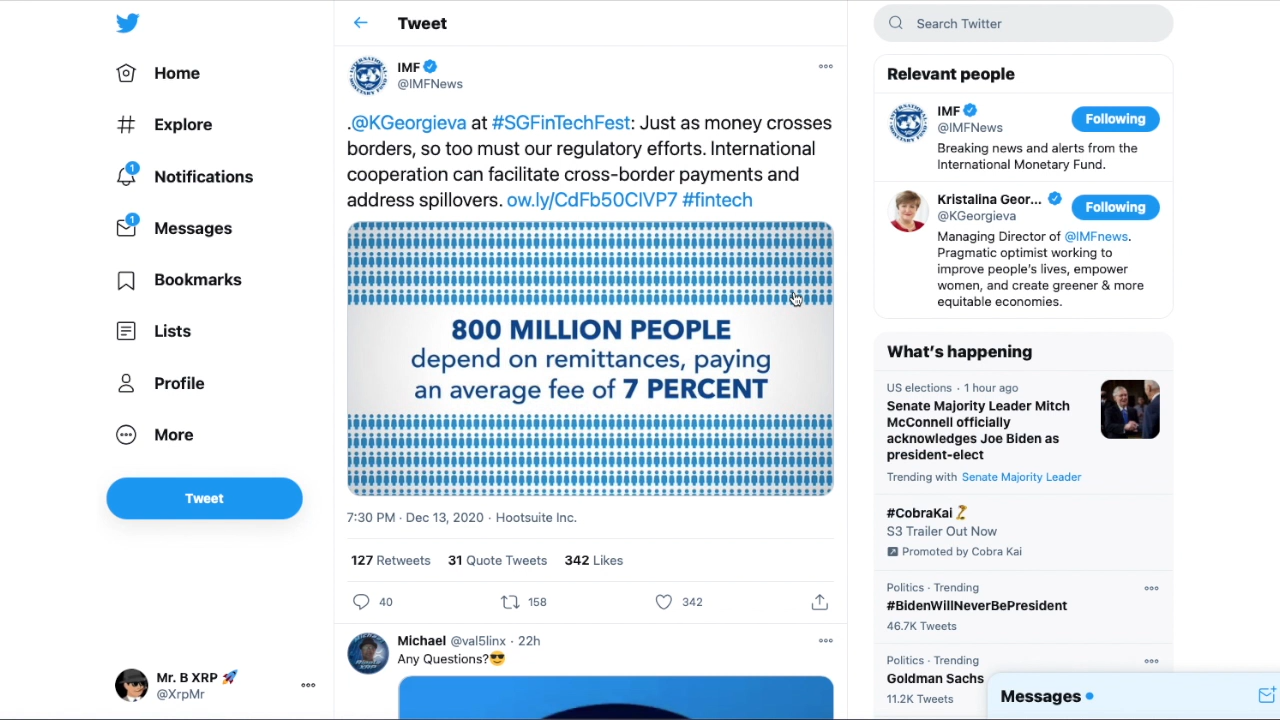 Home
Explore
1
Notifications
1
Messages
Bookmarks
Lists
Profile
More
Tweet
Mr. B XRP 🚀
@XrpMr
Tweet
IMF
@IMFNews
.@KGeorgieva at #SGFinTechFest: Just as money crosses
borders, so too must our regulatory efforts. International
cooperation can facilitate cross-border payments and
address spillovers. ow.ly/CdFb50CIVP7 #fintech
800 MILLION PEOPLE
depend on remittances, paying
an average fee of 7 PERCENT
7:30 PM · Dec 13, 2020 · Hootsuite Inc.
127 Retweets 31 Quote Tweets 342 Likes
40 158 342
Michael @val5linx · 22h
Any Questions?😎
Search Twitter
Relevant people
IMF
@IMFNews
Following
Breaking news and alerts from the
International Monetary Fund.
Kristalina Geor...
@KGeorgieva
Following
Managing Director of @IMFnews.
Pragmatic optimist working to
improve people's lives, empower
women, and create greener & more
equitable economies.
What's happening
US elections · 1 hour ago
Senate Majority Leader Mitch
McConnell officially
acknowledges Joe Biden as
president-elect
Trending with Senate Majority Leader
#CobraKai
S3 Trailer Out Now
Promoted by Cobra Kai
Politics · Trending
#BidenWillNeverBePresident
46.7K Tweets
Politics · Trending
Goldman Sachs
11.2K Tweets
Messages